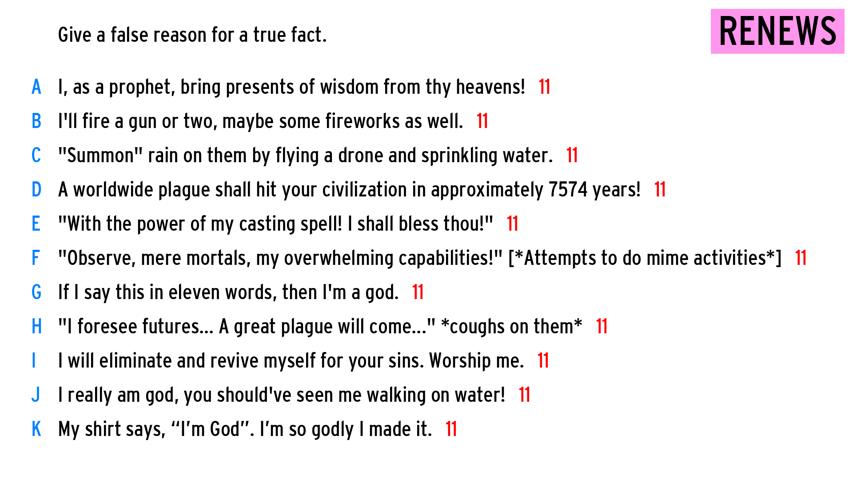 Give a false reason for a true fact.
RENEWS
A I, as a prophet, bring presents of wisdom from thy heavens! 11
B I'll fire a gun or two, maybe some fireworks as well. 11
C "Summon" rain on them by flying a drone and sprinkling water. 11
D A worldwide plague shall hit your civilization in approximately 7574 years! 11
E "With the power of my casting spell! I shall bless thou!" 11
F "Observe, mere mortals, my overwhelming capabilities!" [*Attempts to do mime activities*] 11
G If I say this in eleven words, then I'm a god. 11
H "I foresee futures... A great plague will come..." *coughs on them* 11
I I will eliminate and revive myself for your sins. Worship me. 11
J I really am god, you should've seen me walking on water! 11
K My shirt says, “I’m God”. I’m so godly I made it. 11